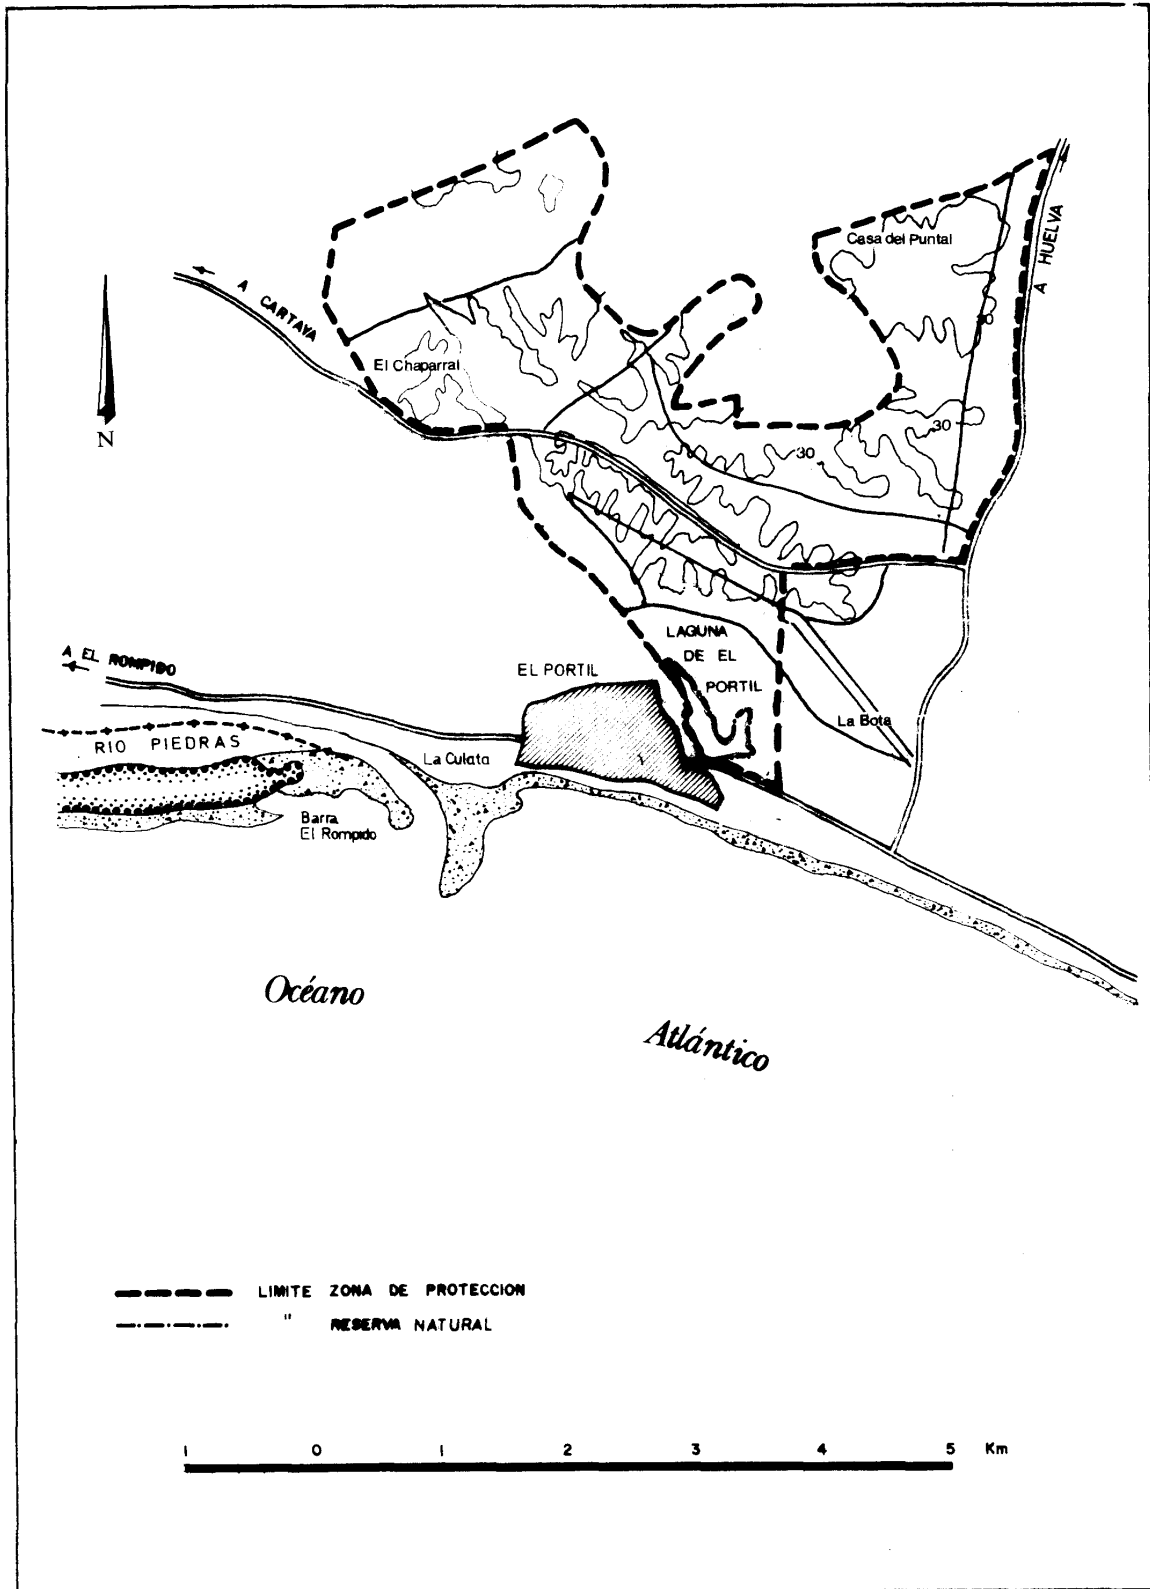 Casa del Puntal
A HUELVA
A CARTAYA
El Chaparral
N
30
30
LAGUNA
DE EL
PORTIL
A EL ROMPIDO
EL PORTIL
La Bota
RIO PIEDRAS
La Culata
Barra
El Rompido
Océano
Atlántico
LIMITE ZONA DE PROTECCION
" RESERVA NATURAL
1 0 1 2 3 4 5 Km